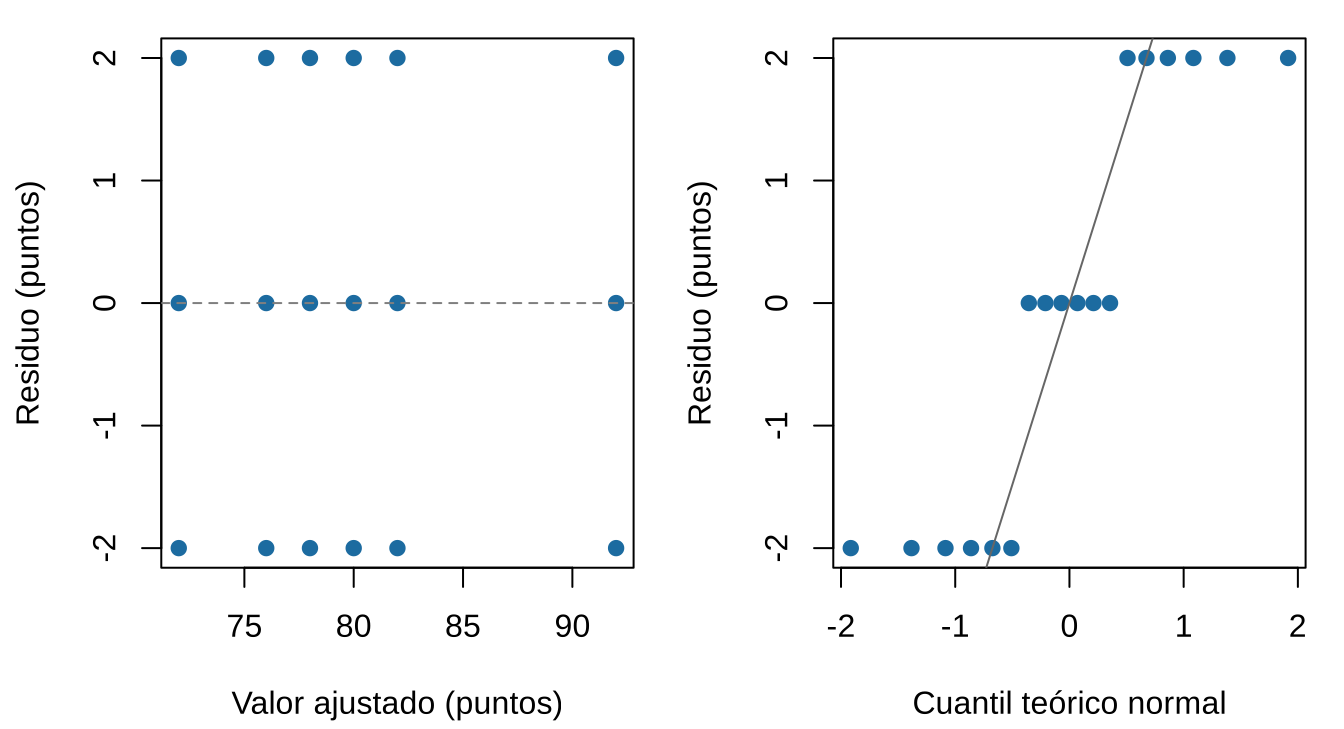 2
1
0
-1
-2
Residuo (puntos)
75 80 85 90
Valor ajustado (puntos)
2
1
0
-1
-2
Residuo (puntos)
-2 -1 0 1 2
Cuantil teórico normal